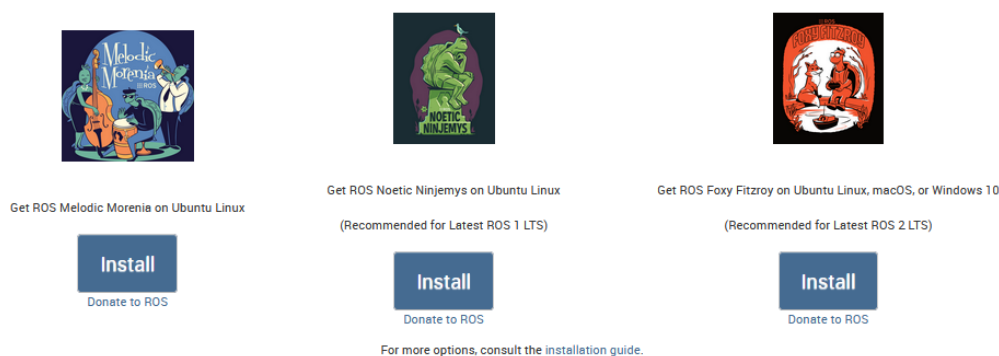 Melodic
Morenia
ROS
Get ROS Melodic Morenia on Ubuntu Linux
Install
Donate to ROS
NOETIC
NINJEMYS
Get ROS Noetic Ninjemys on Ubuntu Linux
(Recommended for Latest ROS 1 LTS)
Install
Donate to ROS
ROS
FOXY FITZROY
Get ROS Foxy Fitzroy on Ubuntu Linux, macOS, or Windows 10
(Recommended for Latest ROS 2 LTS)
Install
Donate to ROS
For more options, consult the installation guide.